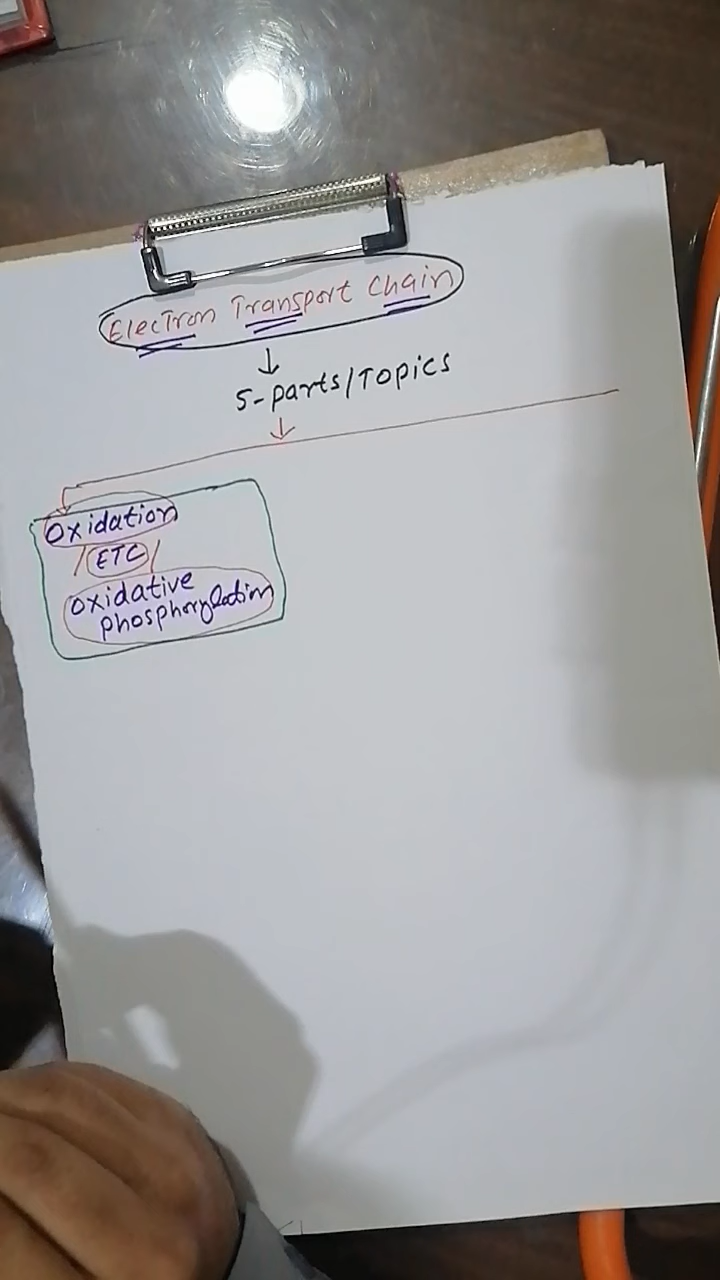 Electron Transport Chain
5-parts/Topics
Oxidation
/ETC/
oxidative
phosphorylation